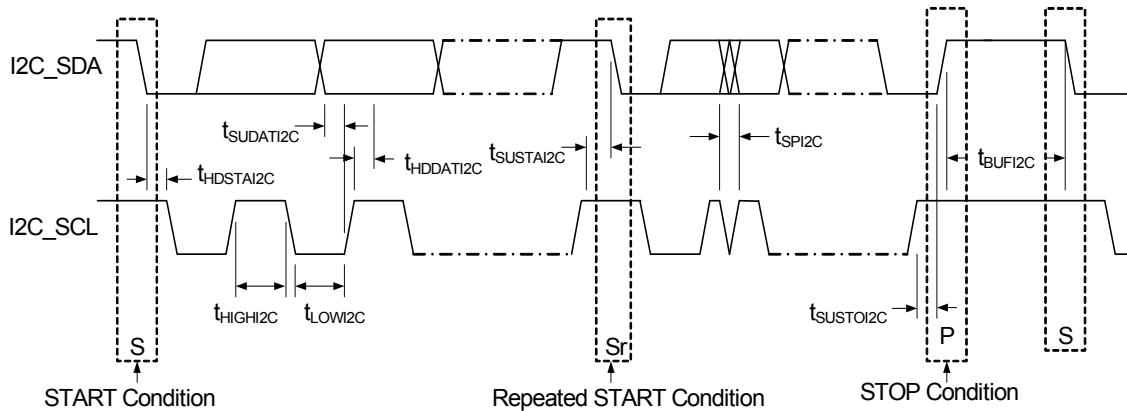 I2C_SDA
tSUDATI2C
tHDDATI2C
tSUSTAI2C
tSPI2C
tBUFI2C
tHDSTAI2C
I2C_SCL
tHIGHI2C
tLOWI2C
tSUSTOI2C
S
Sr
P
S
START Condition
Repeated START Condition
STOP Condition